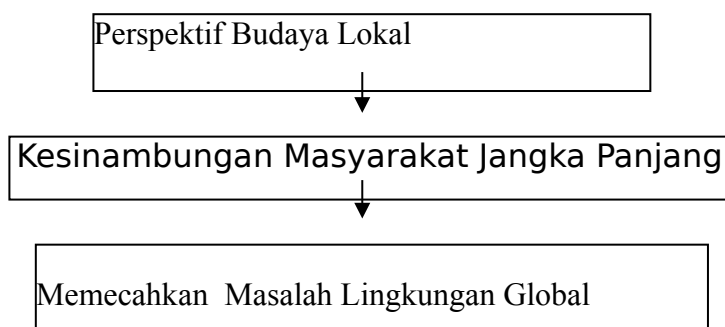 Perspektif Budaya Lokal
Kesinambungan Masyarakat Jangka Panjang
Memecahkan  Masalah Lingkungan Global